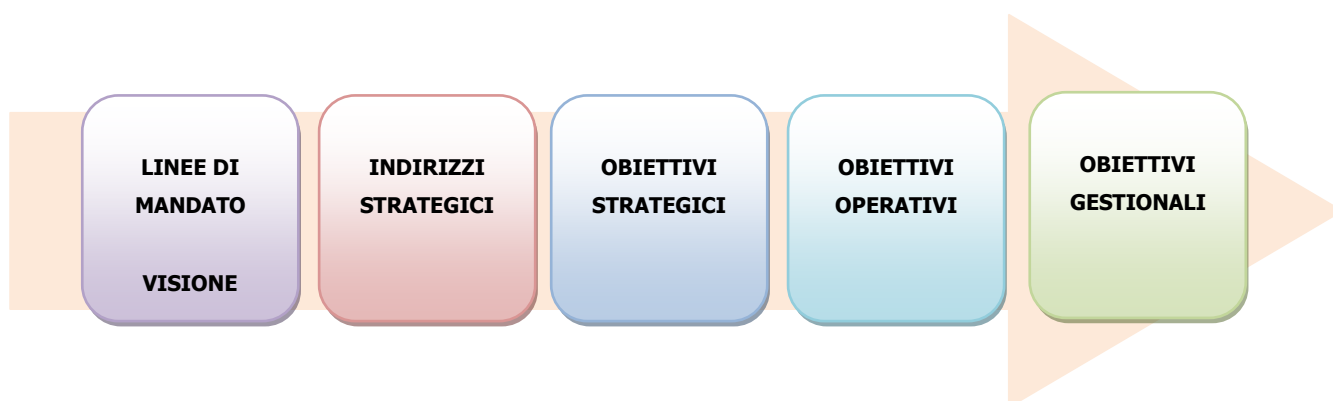 LINEE DI
MANDATO
VISIONE
INDIRIZZI
STRATEGICI
OBIETTIVI
STRATEGICI
OBIETTIVI
OPERATIVI
OBIETTIVI
GESTIONALI